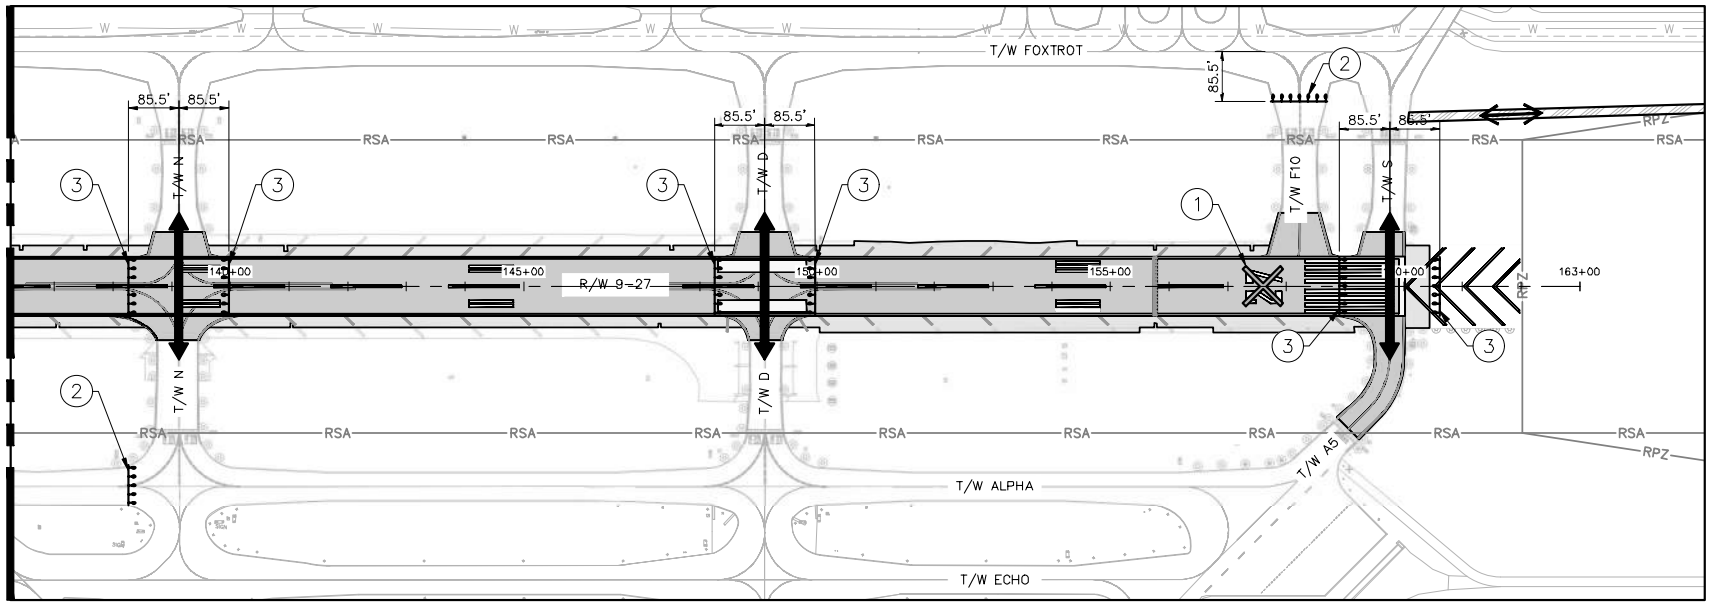 W W W W W W W W W W
T/W FOXTROT
2
85.5'
85.5' 85.5'
85.5' 85.5'
85.5' 85.5'
RPZ
RSA RSA RSA RSA RSA RSA RSA RSA
T/W N
T/W D
T/W F10
T/W S
3 3 3 3
1
145+00
150+00
155+00
163+00
R/W 9-27
RPZ
3 3
T/W N
T/W D
2
RSA RSA RSA RSA RSA RSA RSA RSA RSA
RPZ
T/W A5
T/W ALPHA
T/W ECHO